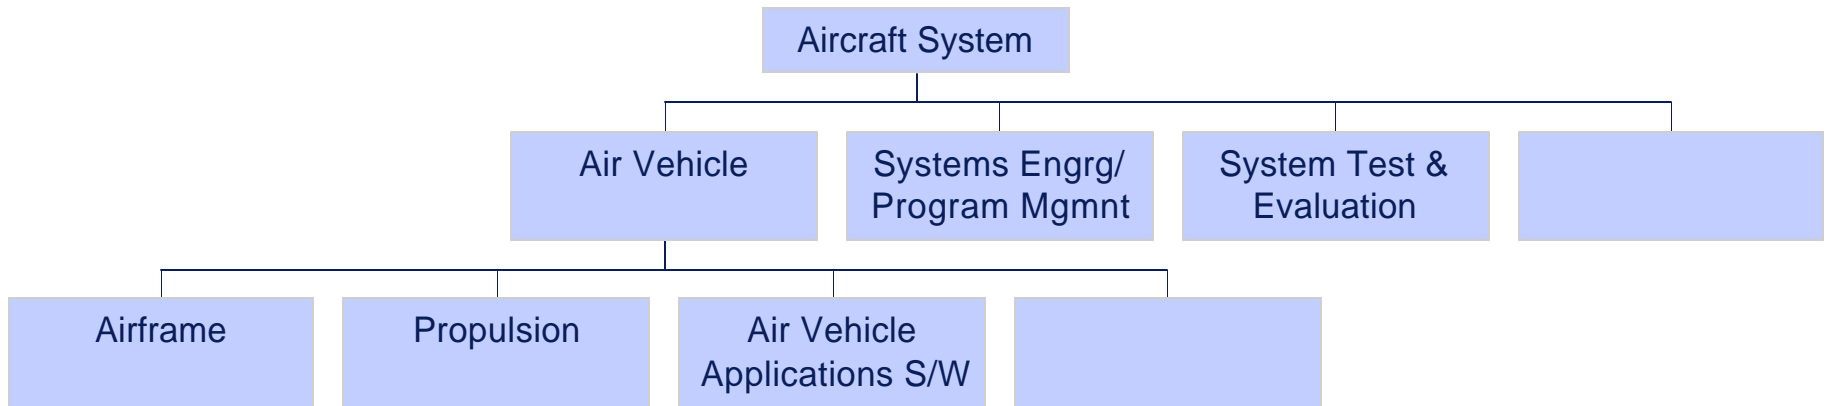 Aircraft System
Air Vehicle
Systems Engrg/
Program Mgmnt
System Test &
Evaluation
Airframe
Propulsion
Air Vehicle
Applications S/W